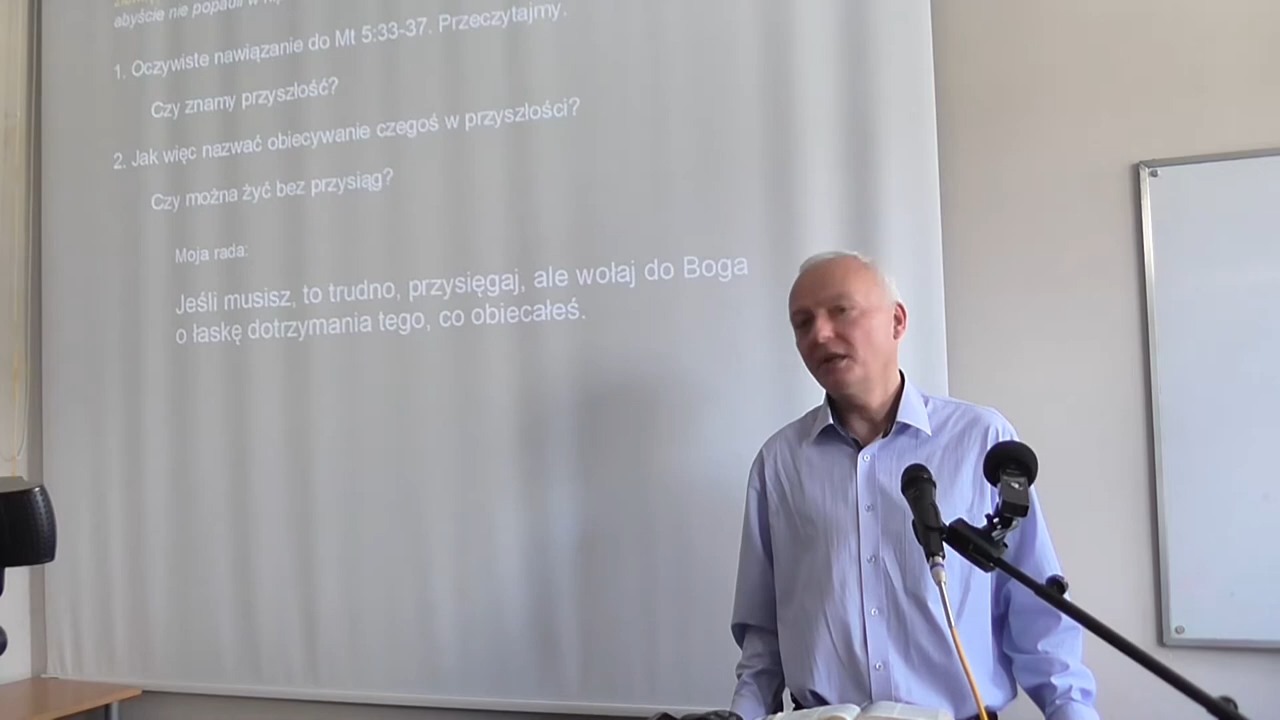 abyście nie popadli w
1. Oczywiste nawiązanie do Mt 5:33-37. Przeczytajmy.
Czy znamy przyszłość?
2. Jak więc nazwać obiecywanie czegoś w przyszłości?
Czy można żyć bez przysiąg?
Moja rada:
Jeśli musisz, to trudno, przysięgaj, ale wołaj do Boga
o łaskę dotrzymania tego, co obiecałeś.